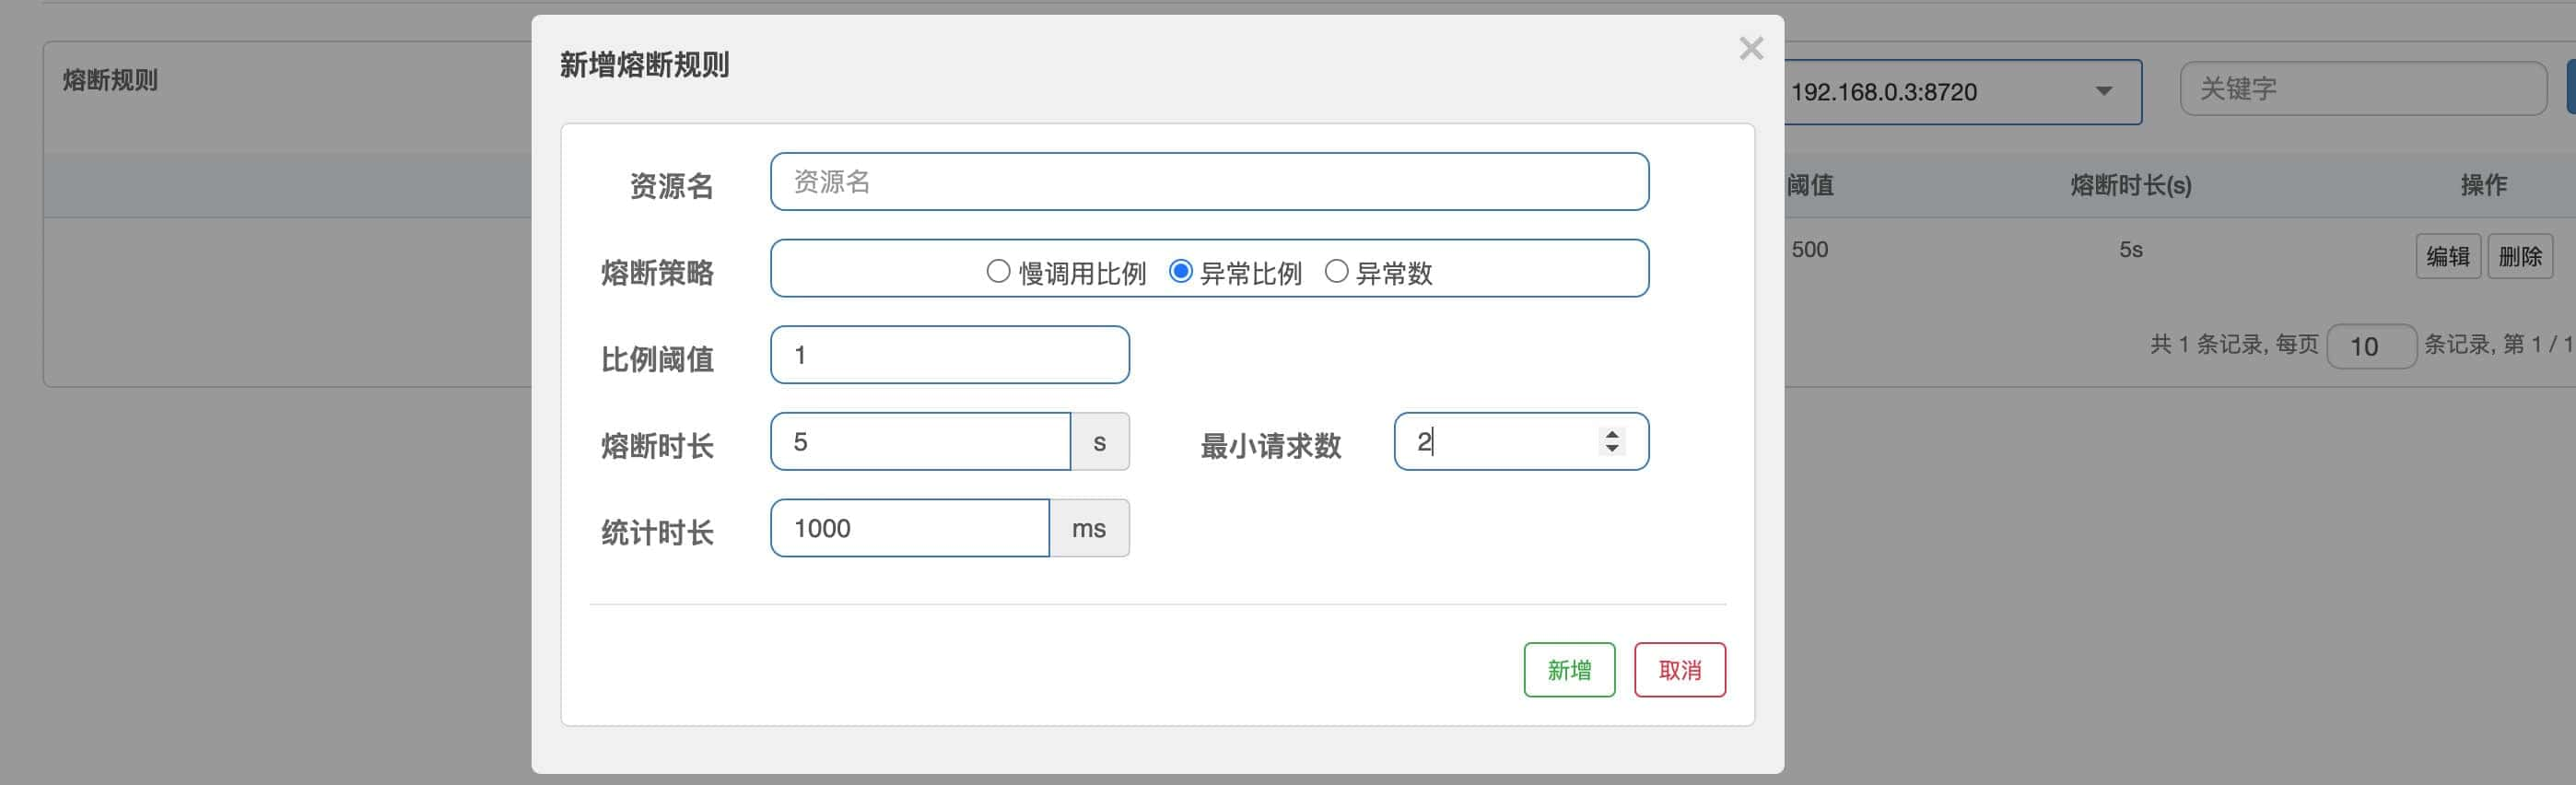 新增熔断规则
×
熔断规则
192.168.0.3:8720
关键字
资源名 资源名
阈值 熔断时长(s) 操作
熔断策略 慢调用比例 异常比例 异常数
500 5s 编辑 删除
比例阈值 1
共 1 条记录, 每页 10 条记录, 第 1 / 1
熔断时长 5 s 最小请求数 2
统计时长 1000 ms
新增 取消